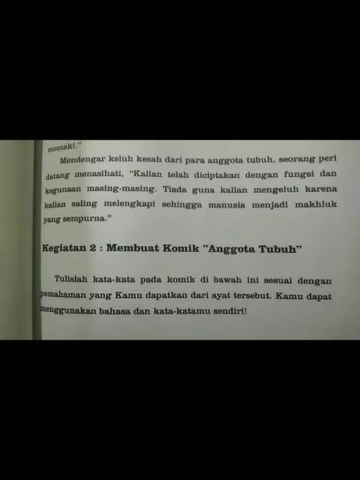 memaki."
Mendengar keluh kesah dari para anggota tubuh, seorang peri
datang menasihati, "Kalian telah diciptakan dengan fungsi dan
kegunaan masing-masing. Tiada guna kalian mengeluh karena
kalian saling melengkapi sehingga manusia menjadi makhluk
yang sempurna."
Kegiatan 2 : Membuat Komik "Anggota Tubuh"
Tulislah kata-kata pada komik di bawah ini sesuai dengan
pemahaman yang Kamu dapatkan dari ayat tersebut. Kamu dapat
menggunakan bahasa dan kata-katamu sendiri!